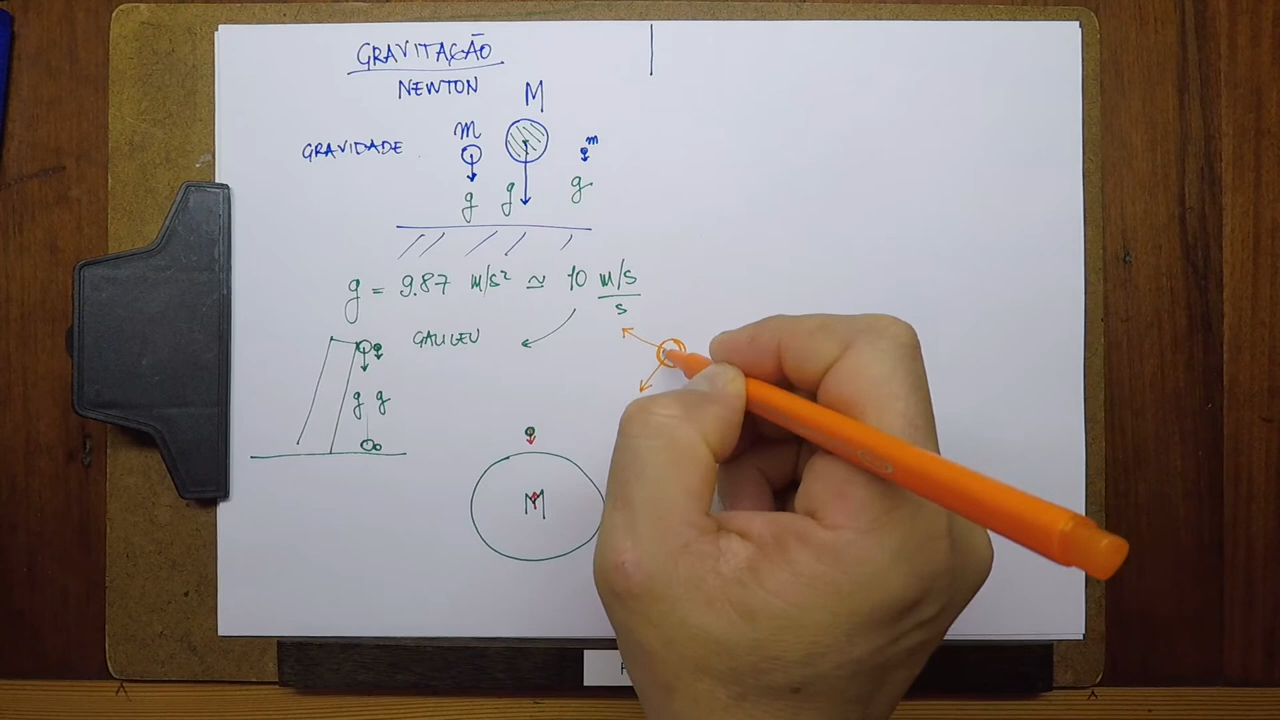 GRAVITAÇÃO
NEWTON
M
m
m
GRAVIDADE
g g g
g = 9.87 m/s² ≃ 10 m/s/s
GALILEU
g g
M